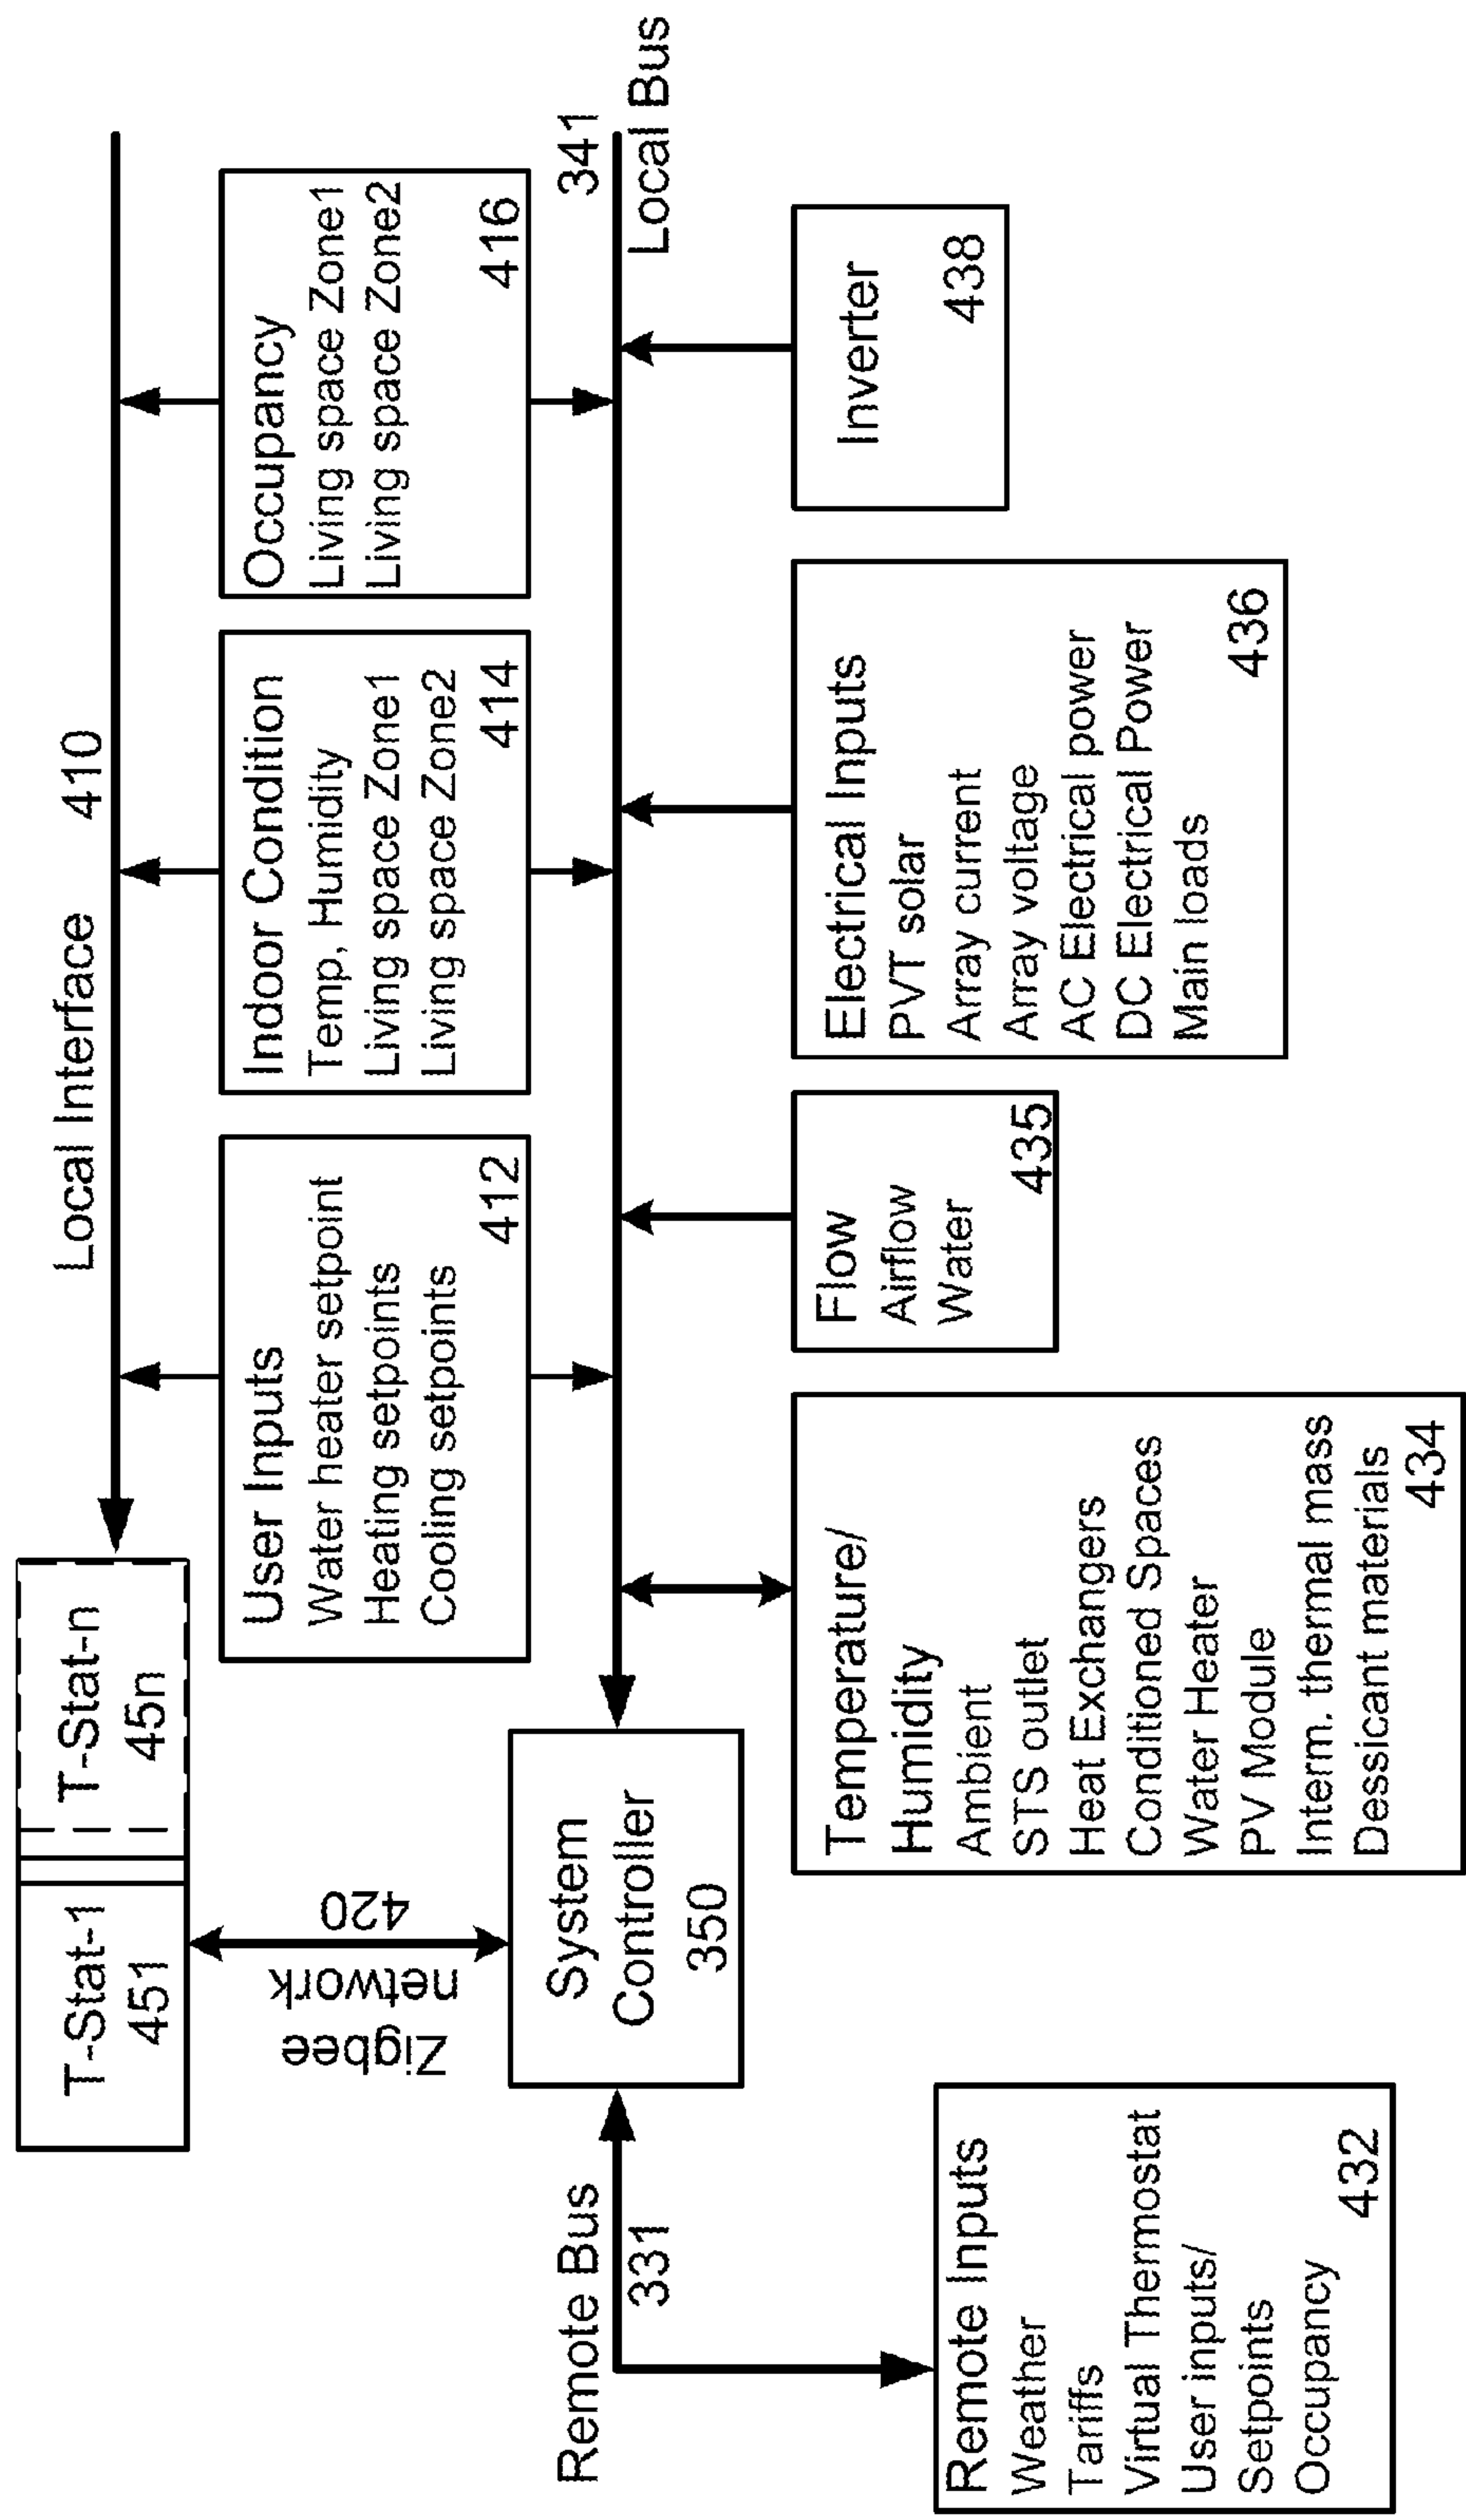 Local Interface 410
T-Stat-1
451
T-Stat-n
45n
User Inputs
Water heater setpoint
Heating setpoints
Cooling setpoints
412
Indoor Condition
Temp, Humidity
Living space Zone1
Living space Zone2
414
Occupancy
Living space Zone1
Living space Zone2
416
Zigbee
network
420
Remote Bus
331
System
Controller
350
341
Local Bus
Remote Inputs
Weather
Tariffs
Virtual Thermostat
User inputs/
Setpoints
Occupancy
432
Temperature/
Humidity
Ambient
STS outlet
Heat Exchangers
Conditioned Spaces
Water Heater
PV Module
Interm. thermal mass
Dessicant materials
434
Flow
Airflow
Water
435
Electrical Inputs
PVT solar
Array current
Array voltage
AC Electrical power
DC Electrical Power
Main loads
436
Inverter
438